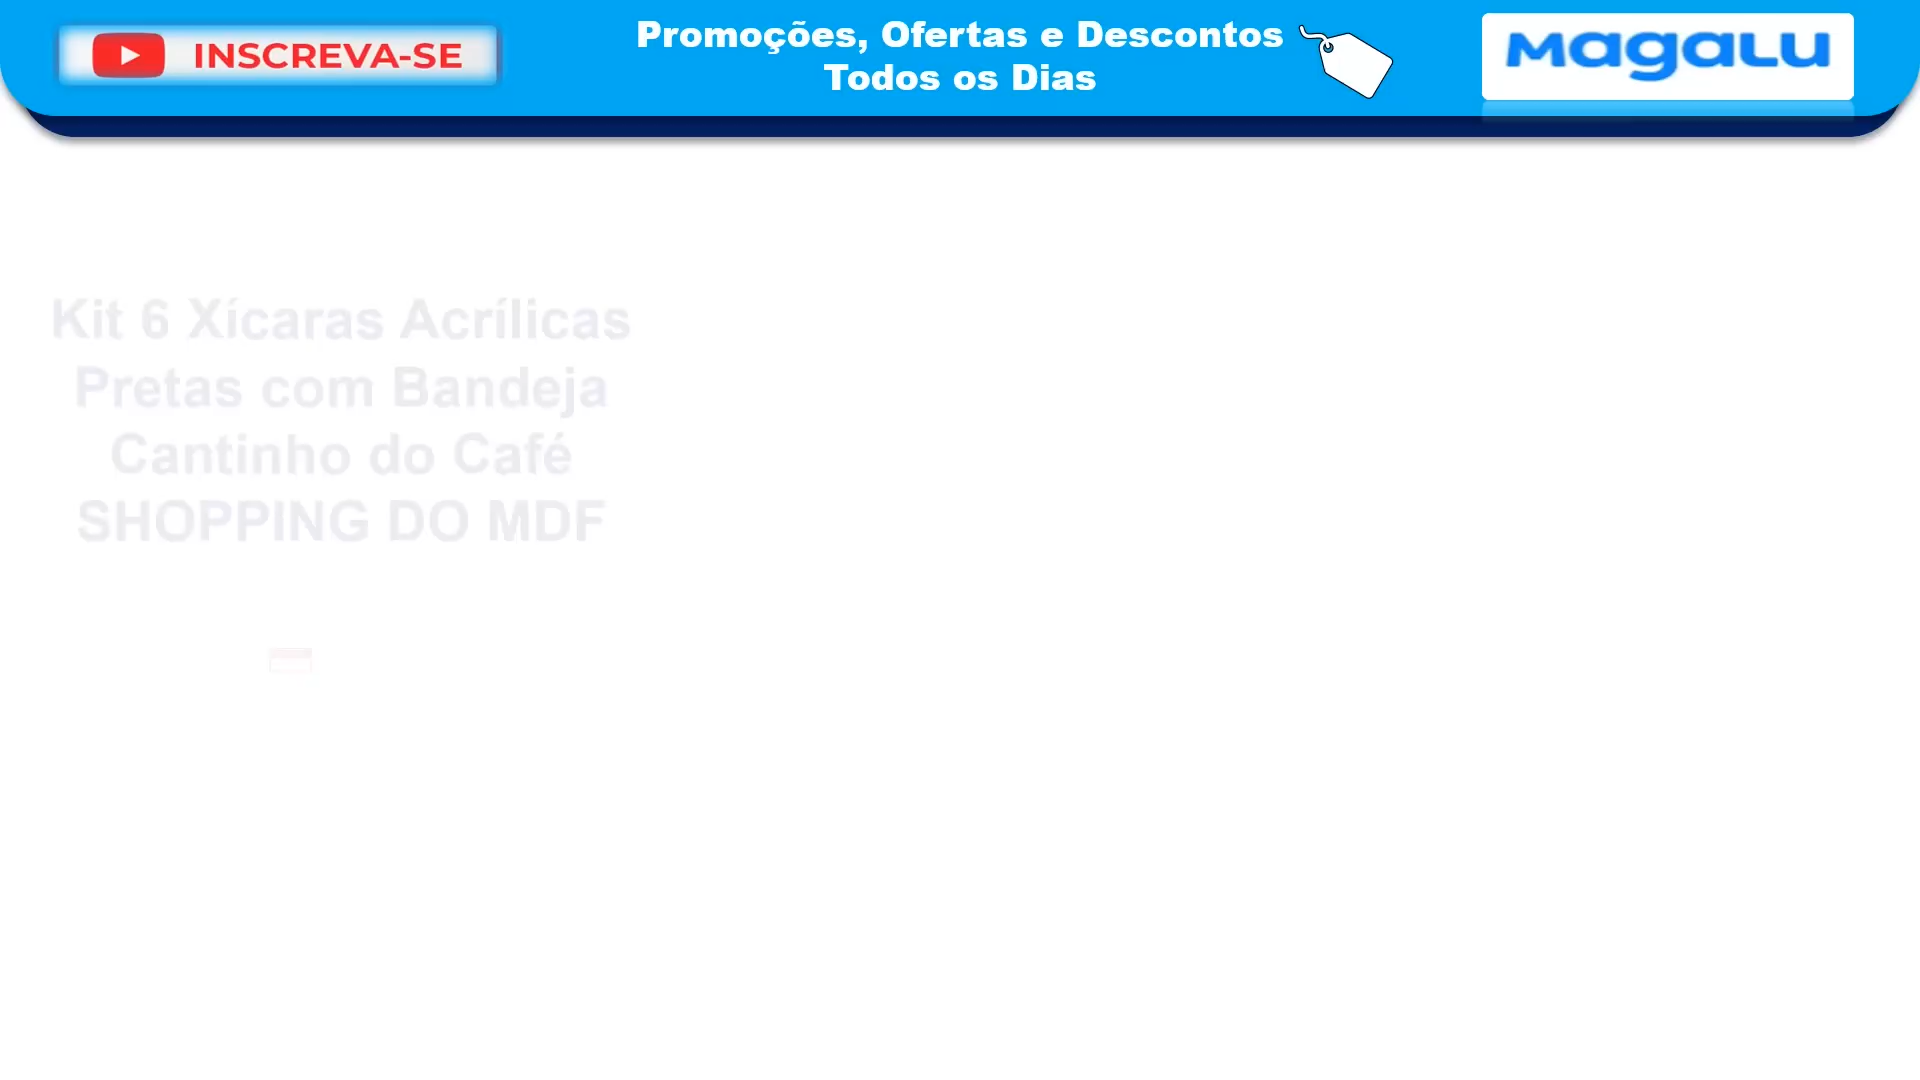 INSCREVA-SE
Promoções, Ofertas e Descontos
Todos os Dias
MagaLu
Kit 6 Xícaras Acrílicas
Pretas com Bandeja
Cantinho do Café
SHOPPING DO MDF